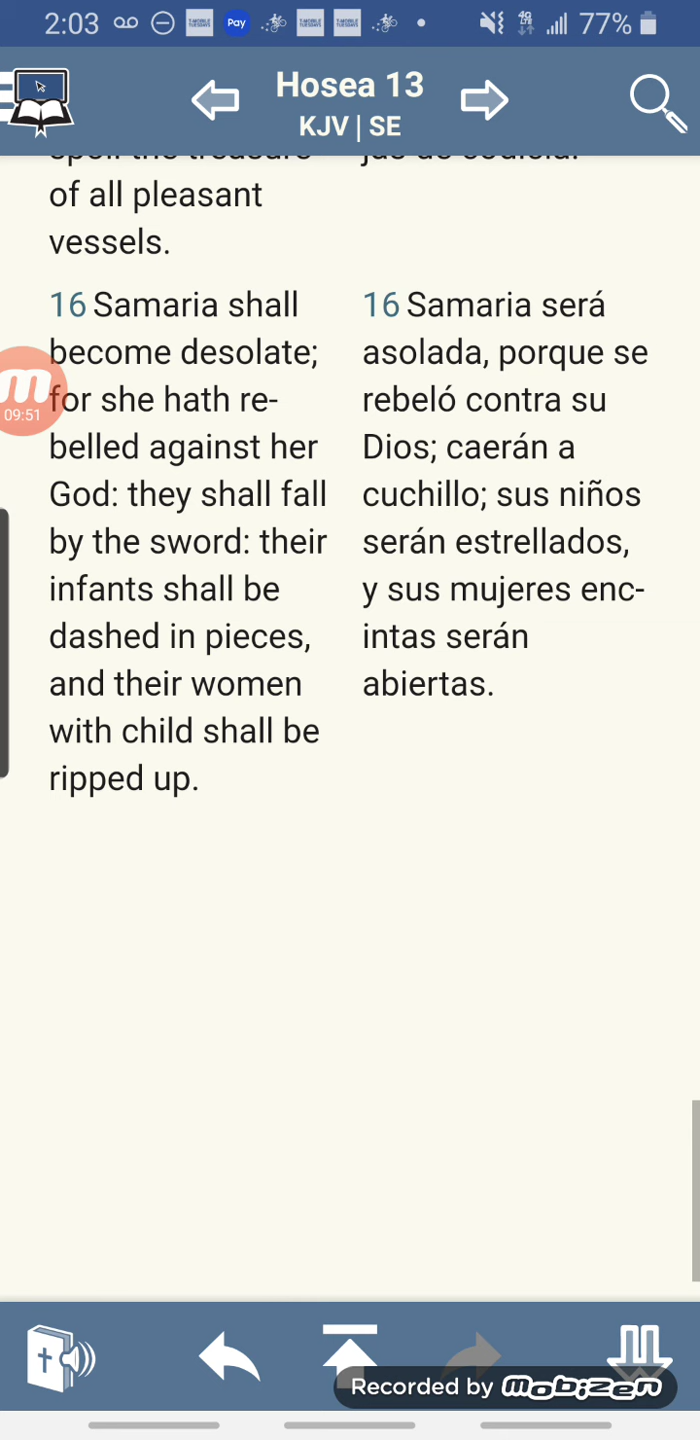 2:03
Pay
4G
77%
Hosea 13
KJV | SE
of all pleasant
vessels.
16 Samaria shall
become desolate;
for she hath re-
belled against her
God: they shall fall
by the sword: their
infants shall be
dashed in pieces,
and their women
with child shall be
ripped up.
16 Samaria será
asolada, porque se
rebeló contra su
Dios; caerán a
cuchillo; sus niños
serán estrellados,
y sus mujeres enc-
intas serán
abiertas.
09:51
Recorded by mobizen